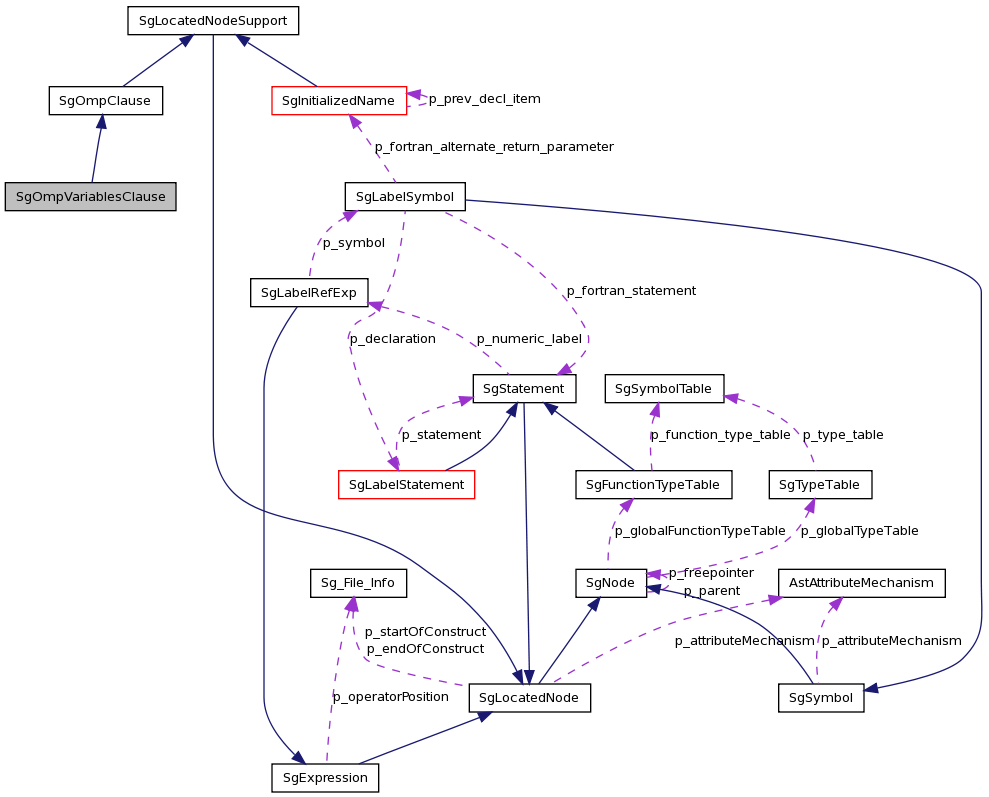 SgLocatedNodeSupport
SgOmpClause
SgInitializedName
p_prev_decl_item
p_fortran_alternate_return_parameter
SgOmpVariablesClause
SgLabelSymbol
p_symbol
SgLabelRefExp
p_fortran_statement
p_declaration
p_numeric_label
SgStatement
SgSymbolTable
p_statement
p_function_type_table
p_type_table
SgLabelStatement
SgFunctionTypeTable
SgTypeTable
p_globalFunctionTypeTable
p_globalTypeTable
Sg_File_Info
SgNode
p_freepointer
p_parent
AstAttributeMechanism
p_startOfConstruct
p_endOfConstruct
p_attributeMechanism
p_attributeMechanism
p_operatorPosition
SgLocatedNode
SgSymbol
SgExpression